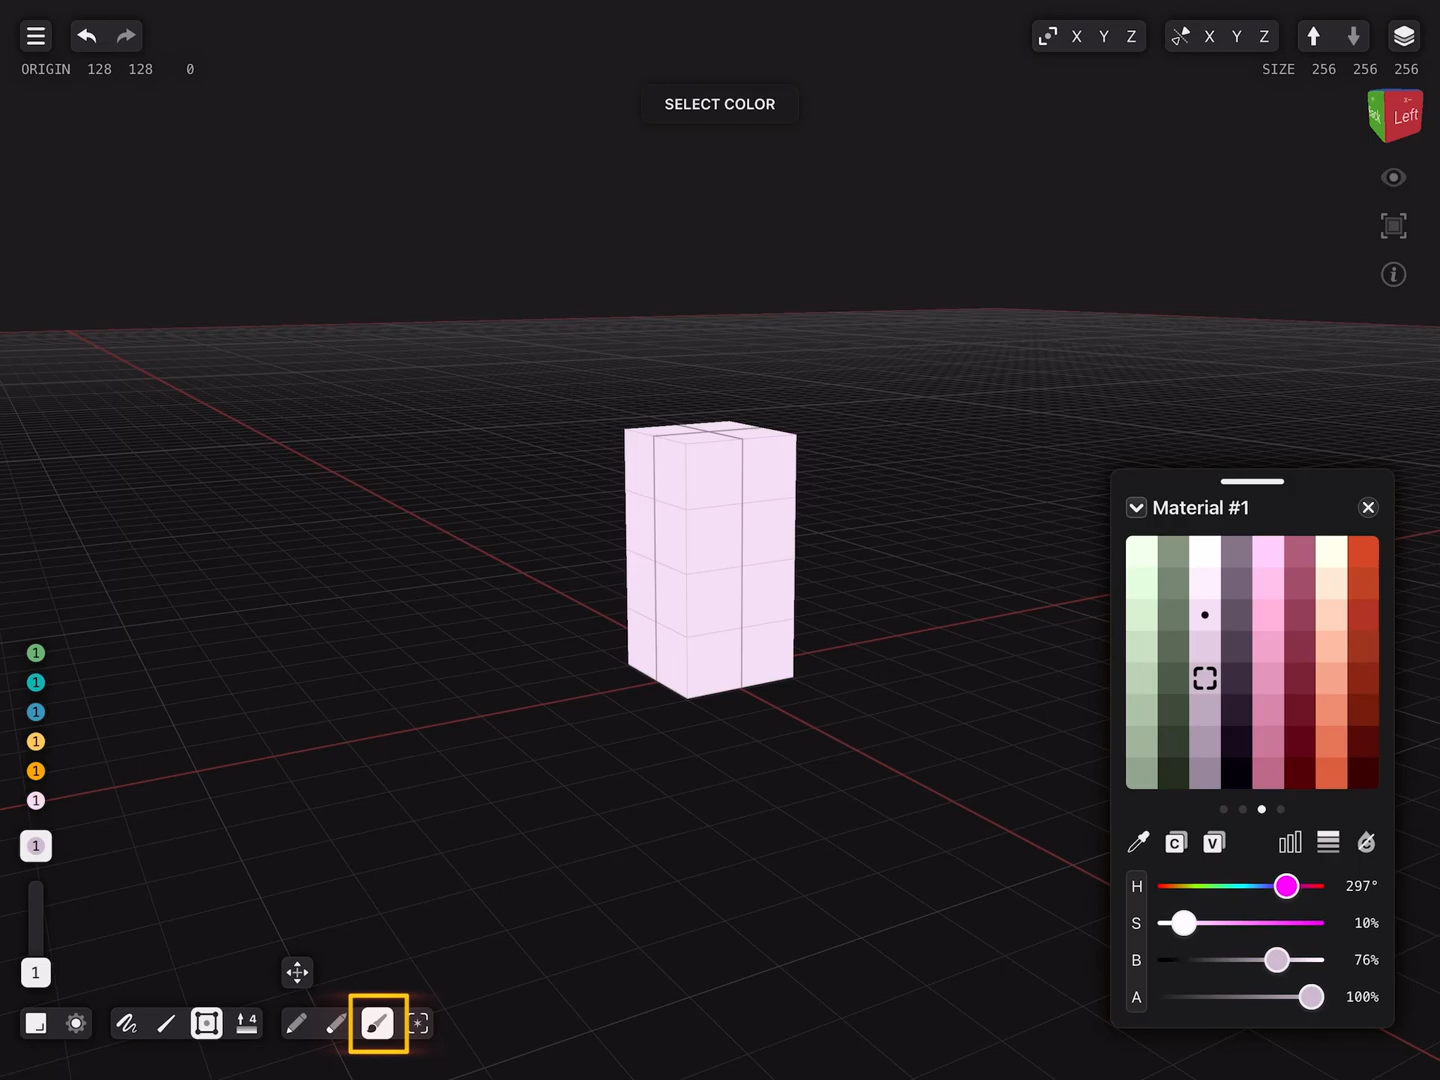 X Y Z
X Y Z
ORIGIN 128 128 0
SIZE 256 256 256
SELECT COLOR
x-
Left
Material #1
1
1
1
1
1
1
1
C
V
H 297°
S 10%
B 76%
A 100%
1
4